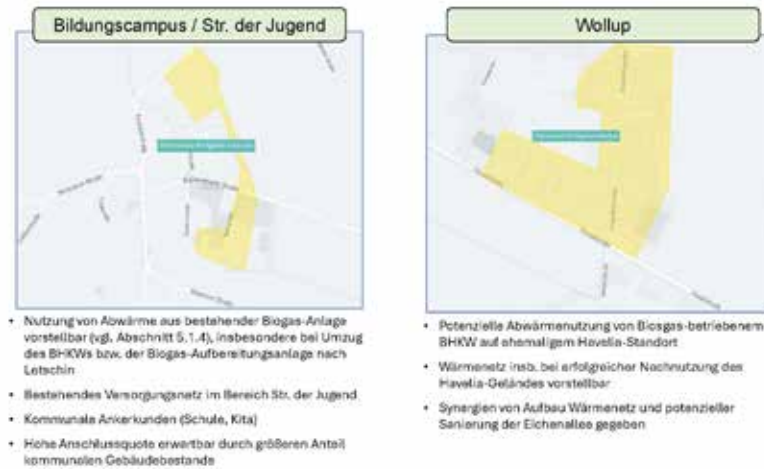 Bildungscampus / Str. der Jugend
• Nutzung von Abwärme aus bestehender Biogas-Anlage
vorstellbar (vgl. Abschnitt 5.1.4), insbesondere bei Umzug
des BHKWs bzw. der Biogas-Aufbereitungsanlage nach
Letschin
• Bestehendes Versorgungsnetz im Bereich Str. der Jugend
• Kommunale Ankerkunden (Schule, Kita)
• Hohe Anschlussquote erwartbar durch größeren Anteil
kommunalen Gebäudebestands
Wollup
• Potenzielle Abwärmenutzung von Biosgas-betriebenem
BHKW auf ehemaligem Havelia-Standort
• Wärmenetz insb. bei erfolgreicher Nachnutzung des
Havelia-Geländes vorstellbar
• Synergien von Aufbau Wärmenetz und potenzieller
Sanierung der Eichenallee gegeben